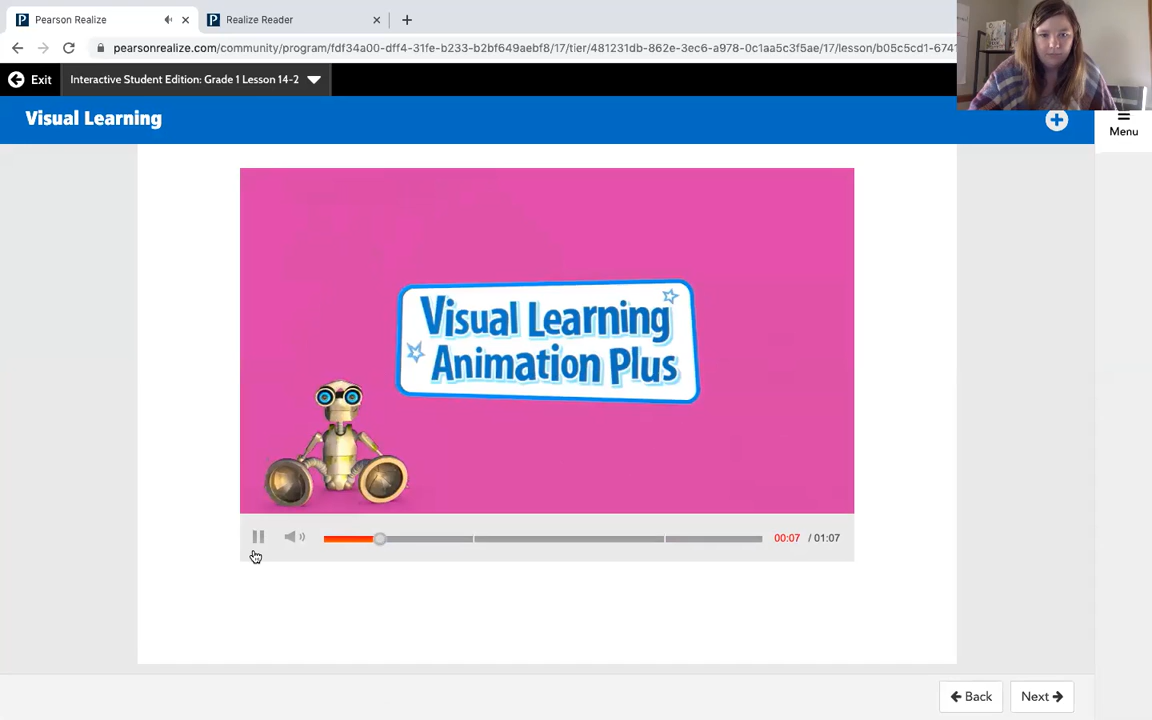 Pearson Realize
Realize Reader
pearsonrealize.com/community/program/fdf34a00-dff4-31fe-b233-b2bf649aebf8/17/tier/481231db-862e-3ec6-a978-0c1aa5c3f5ae/17/lesson/b05c5cd1-6741
Exit
Interactive Student Edition: Grade 1 Lesson 14-2
Visual Learning
Menu
Visual Learning
Animation Plus
00:07 / 01:07
Back
Next